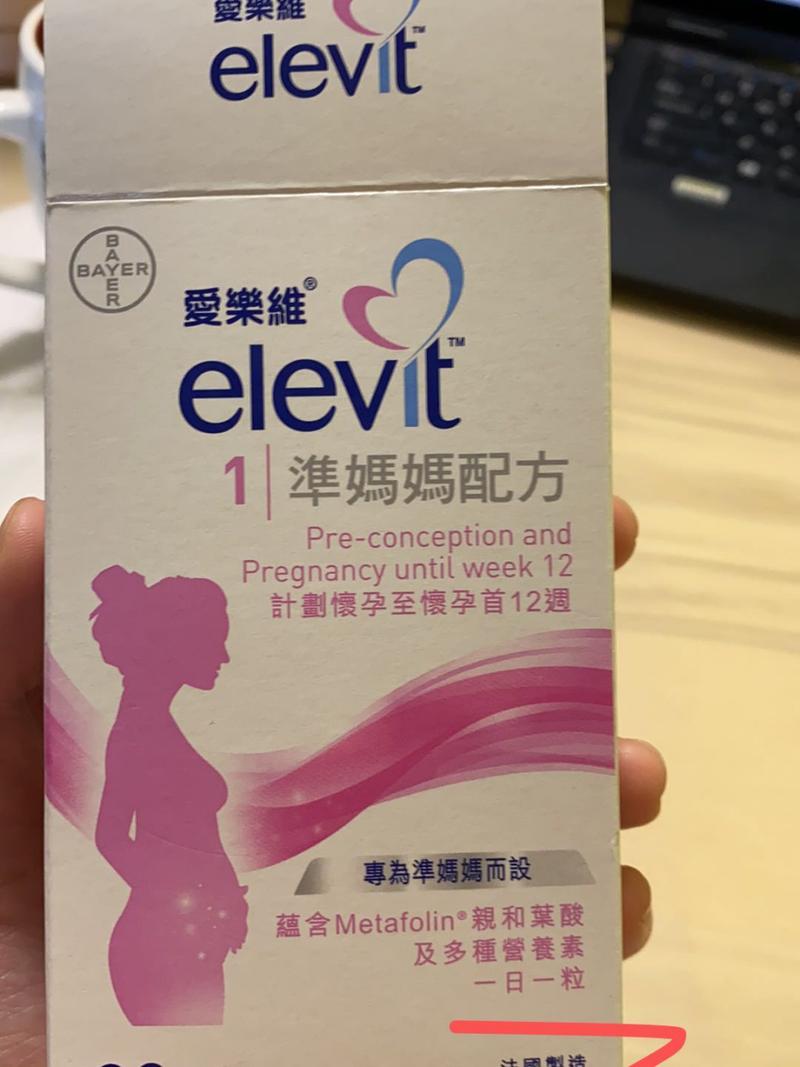 愛樂維
elevit™
BAYER
BAYER
愛樂維®
elevit™
1 準媽媽配方
Pre-conception and
Pregnancy until week 12
計劃懷孕至懷孕首12週
專為準媽媽而設
蘊含Metafolin®親和葉酸
及多種營養素
一日一粒
法國製造